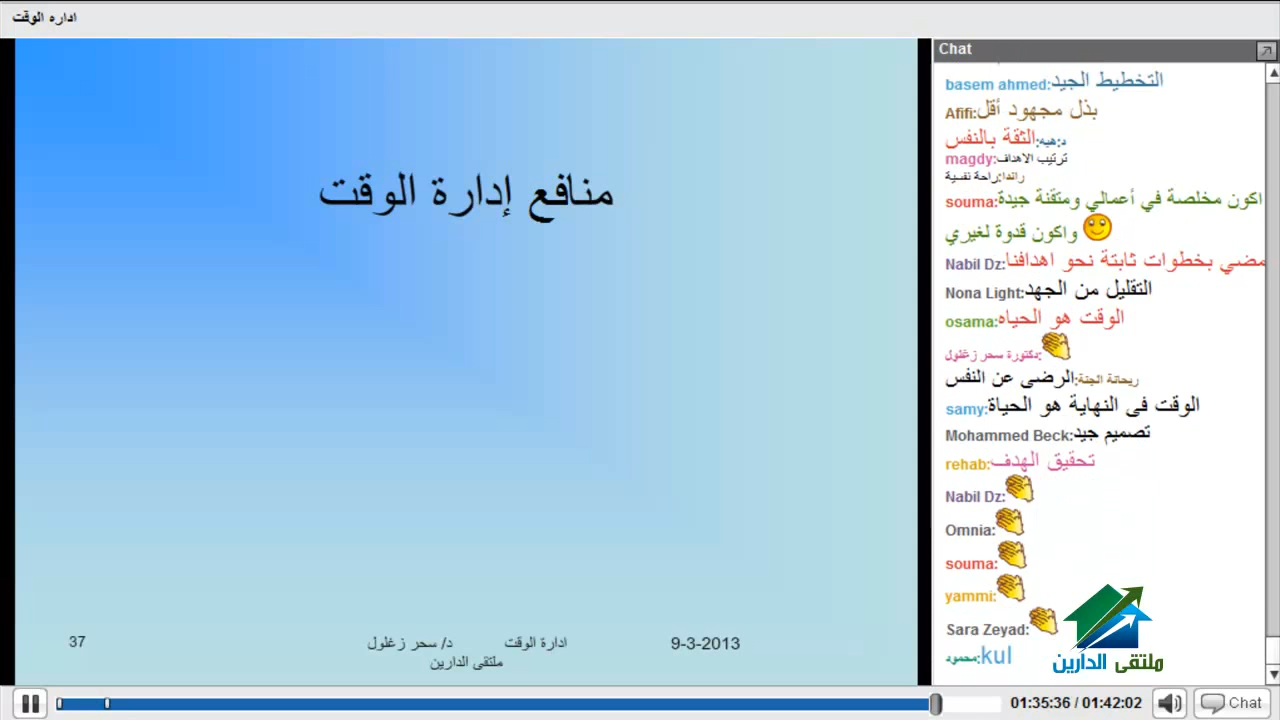 اداره الوقت
منافع إدارة الوقت
37
د/ سحر زغلول
ادارة الوقت
ملتقى الدارين
9-3-2013
Chat
basem ahmed:التخطيط الجيد
Afifi:بذل مجهود أقل
د:هبه:الثقة بالنفس
magdy:ترتيب الاهداف
راندا:راحة نفسية
souma:اكون مخلصة في أعمالي ومتقنة جيدة
واكون قدوة لغيري
Nabil Dz:مضي بخطوات ثابتة نحو اهدافنا
Nona Light:التقليل من الجهد
osama:الوقت هو الحياه
دكتورة سحر زغلول:
ريحانة الجنة:الرضى عن النفس
samy:الوقت فى النهاية هو الحياة
Mohammed Beck:تصميم جيد
rehab:تحقيق الهدف
Nabil Dz:
Omnia:
souma:
yammi:
Sara Zeyad:
محمود:kul
ملتقى الدارين
01:35:36 / 01:42:02
Chat